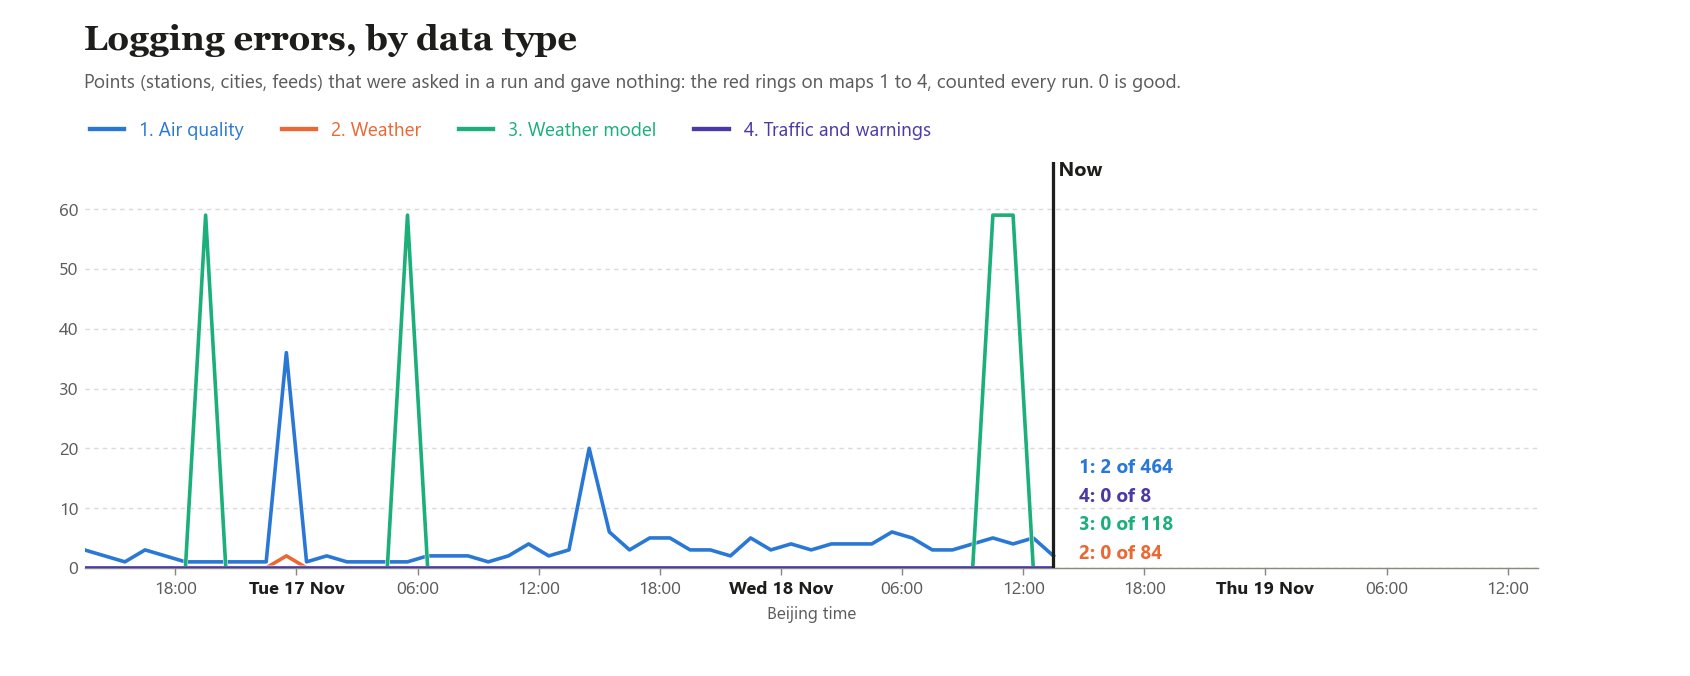 Logging errors, by data type
Points (stations, cities, feeds) that were asked in a run and gave nothing: the red rings on maps 1 to 4, counted every run. 0 is good.
1. Air quality 2. Weather 3. Weather model 4. Traffic and warnings
Now
60
50
40
30
20
10
0
1: 2 of 464
4: 0 of 8
3: 0 of 118
2: 0 of 84
18:00 Tue 17 Nov 06:00 12:00 18:00 Wed 18 Nov 06:00 12:00 18:00 Thu 19 Nov 06:00 12:00
Beijing time